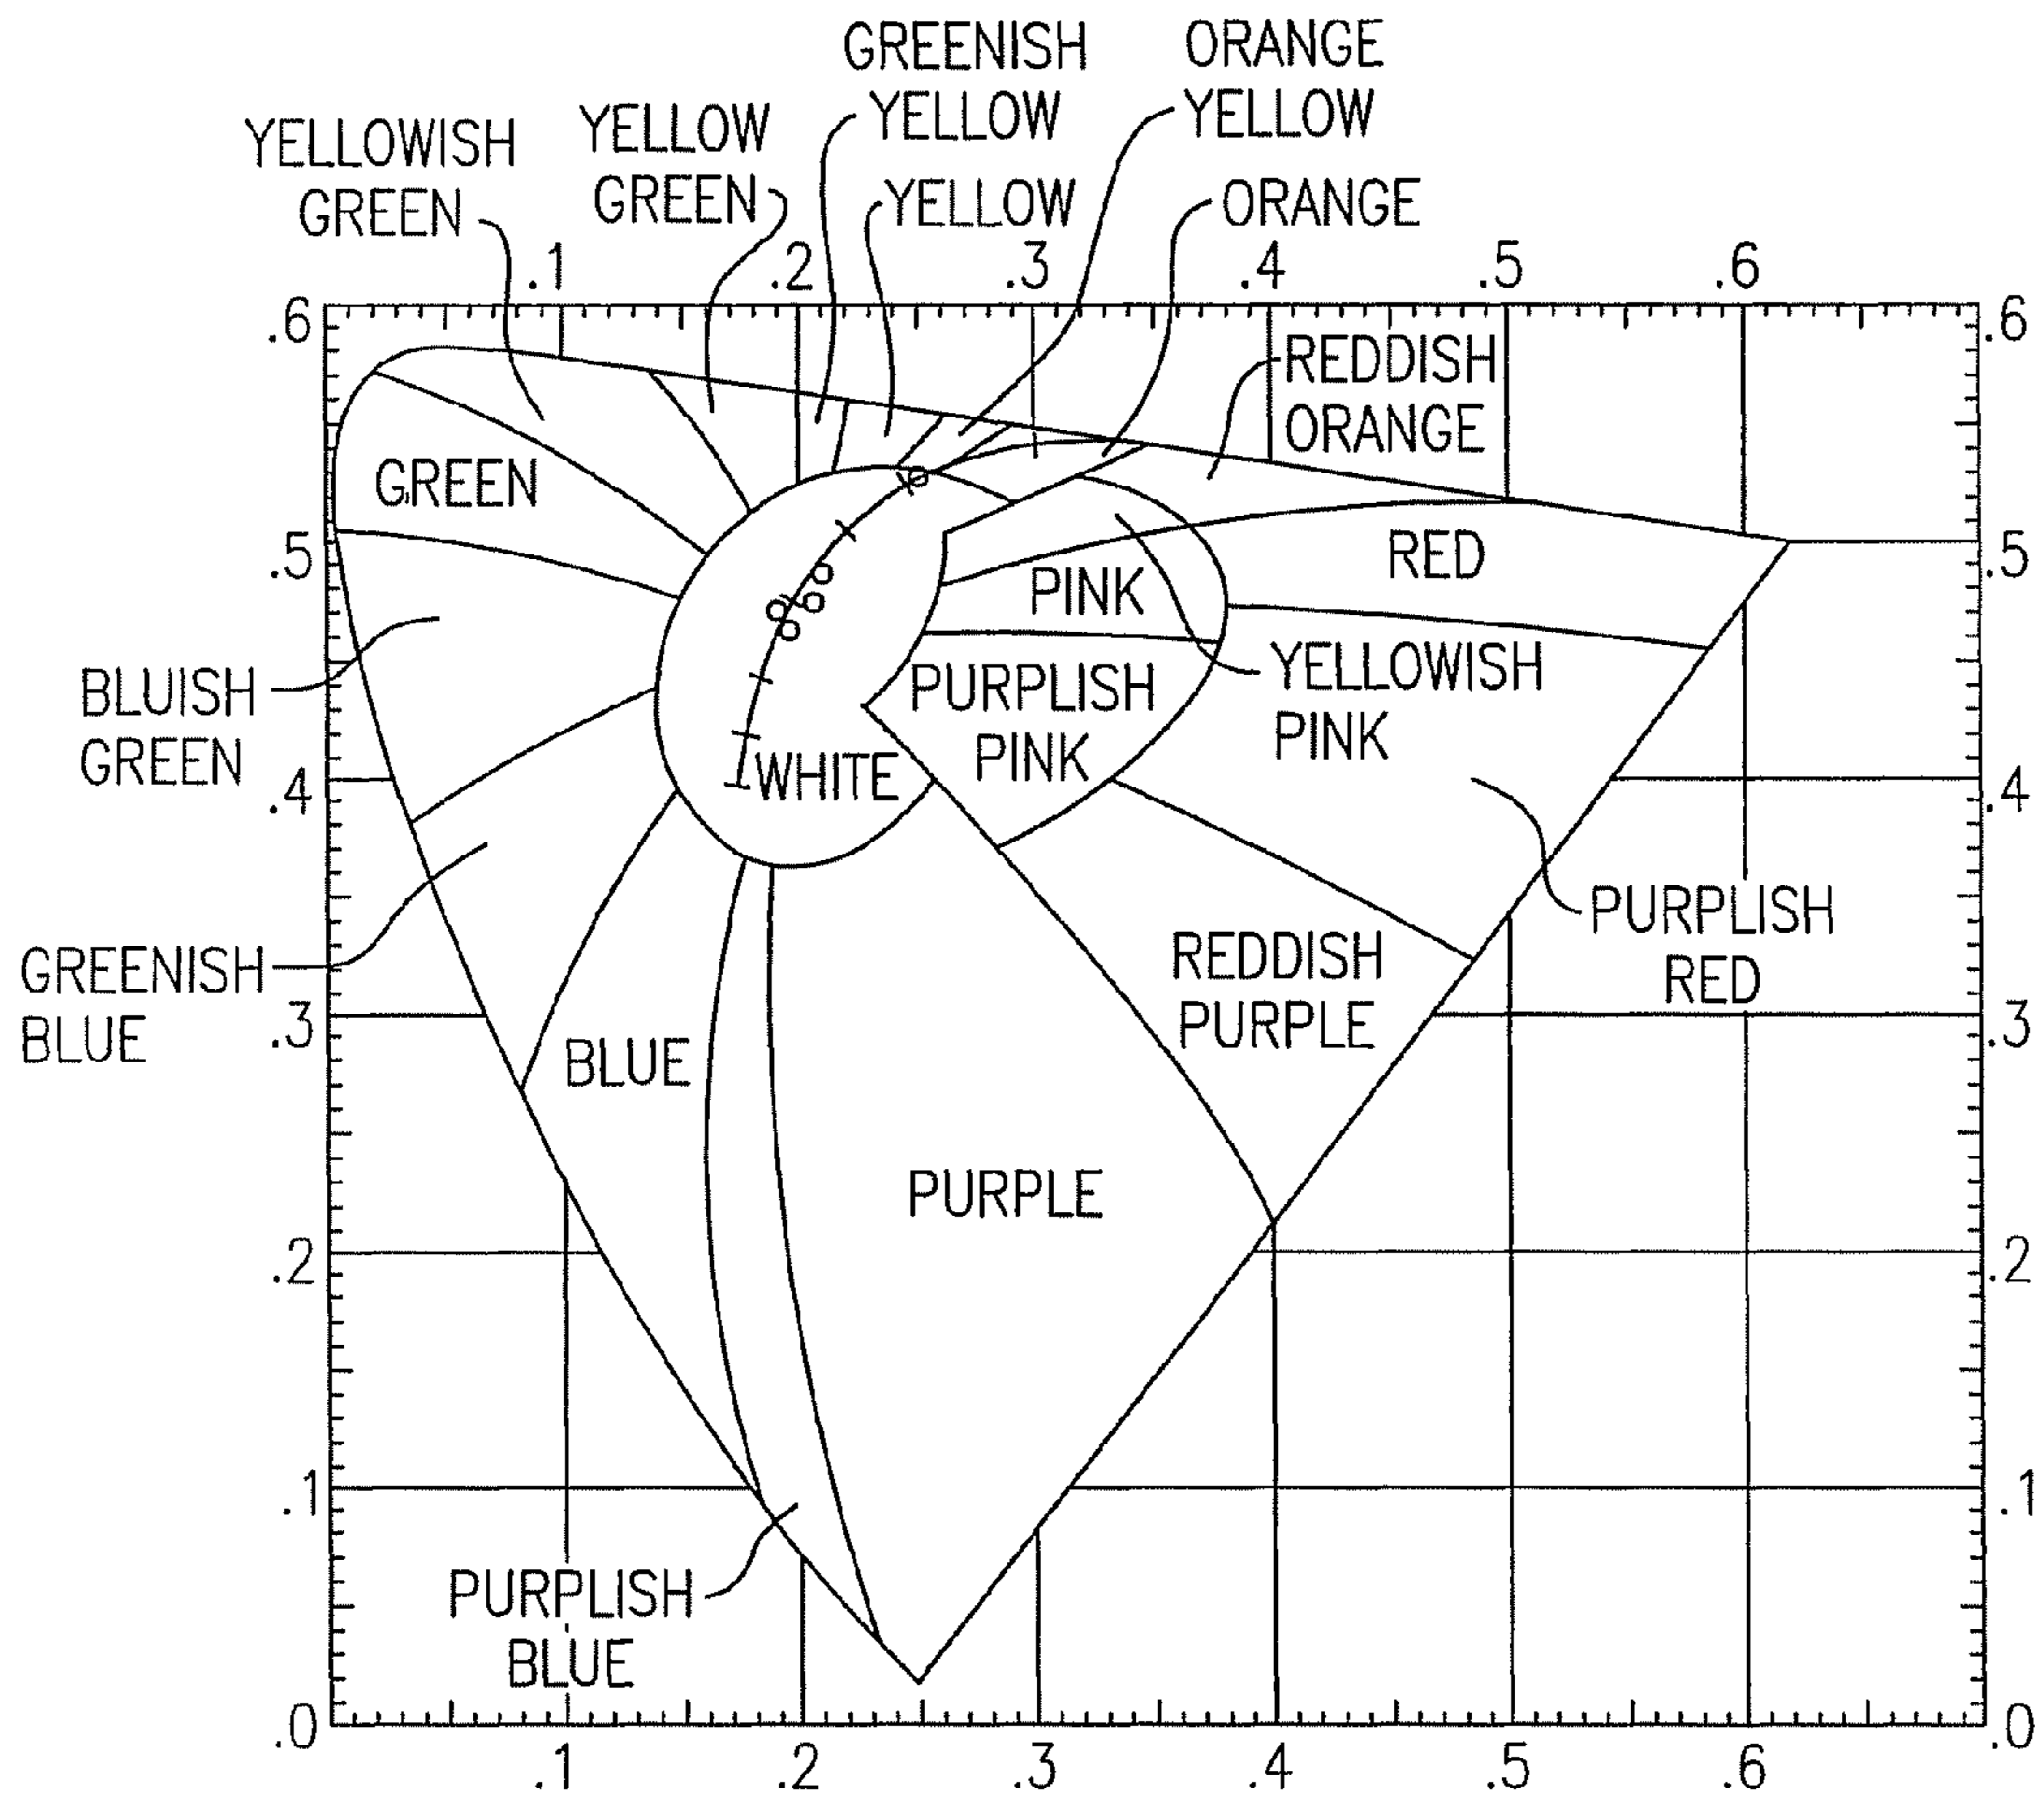 GREENISH
YELLOW
ORANGE
YELLOW
YELLOWISH
GREEN
YELLOW
GREEN
YELLOW
ORANGE
.1 .2 .3 .4 .5 .6
.6 .6
REDDISH
ORANGE
GREEN
.5 .5
RED
PINK
BLUISH
GREEN
PURPLISH
PINK
YELLOWISH
PINK
WHITE
.4 .4
PURPLISH
RED
GREENISH
BLUE
REDDISH
PURPLE
.3 .3
BLUE
PURPLE
.2 .2
.1 .1
PURPLISH
BLUE
.0 .0
.1 .2 .3 .4 .5 .6